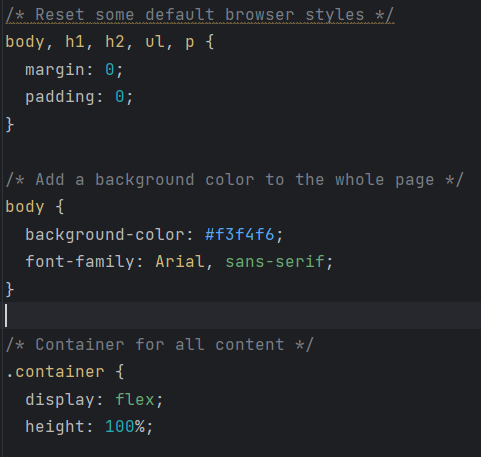 /* Reset some default browser styles */
body, h1, h2, ul, p {
  margin: 0;
  padding: 0;
}

/* Add a background color to the whole page */
body {
  background-color: #f3f4f6;
  font-family: Arial, sans-serif;
}

/* Container for all content */
.container {
  display: flex;
  height: 100%;